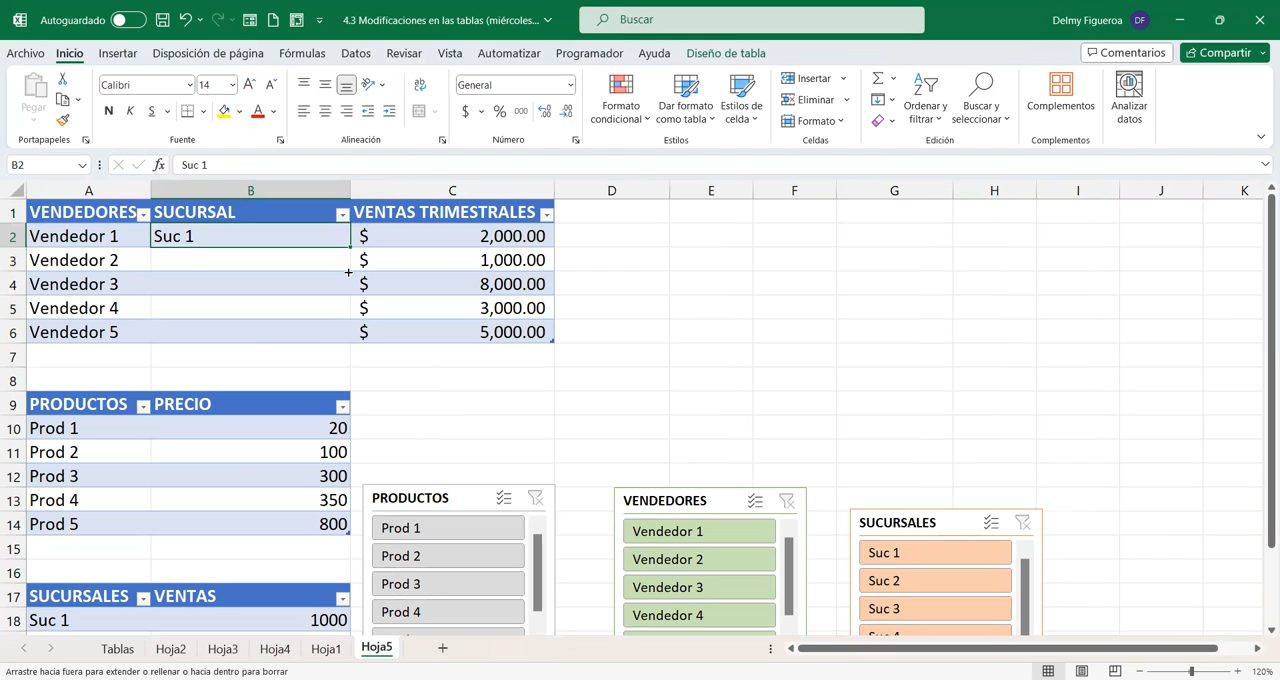 Autoguardado
4.3 Modificaciones en las tablas (miércoles...
Buscar
Delmy Figueroa DF
Archivo Inicio Insertar Disposición de página Fórmulas Datos Revisar Vista Automatizar Programador Ayuda Diseño de tabla Comentarios Compartir
Pegar
Calibri 14
General
Formato condicional
Dar formato como tabla
Estilos de celda
Insertar
Eliminar
Formato
Ordenar y filtrar
Buscar y seleccionar
Complementos
Analizar datos
Portapapeles Fuente Alineación Número Estilos Celdas Edición Complementos
B2 fx Suc 1
A B C D E F G H I J K
1 VENDEDORES SUCURSAL VENTAS TRIMESTRALES
2 Vendedor 1 Suc 1 $ 2,000.00
3 Vendedor 2 $ 1,000.00
4 Vendedor 3 $ 8,000.00
5 Vendedor 4 $ 3,000.00
6 Vendedor 5 $ 5,000.00
7
8
9 PRODUCTOS PRECIO
10 Prod 1 20
11 Prod 2 100
12 Prod 3 300
13 Prod 4 350
14 Prod 5 800
15
16
17 SUCURSALES VENTAS
18 Suc 1 1000
PRODUCTOS
Prod 1
Prod 2
Prod 3
Prod 4
VENDEDORES
Vendedor 1
Vendedor 2
Vendedor 3
Vendedor 4
SUCURSALES
Suc 1
Suc 2
Suc 3
Tablas Hoja2 Hoja3 Hoja4 Hoja1 Hoja5
Arrastre hacia fuera para extender o rellenar o hacia dentro para borrar
120%